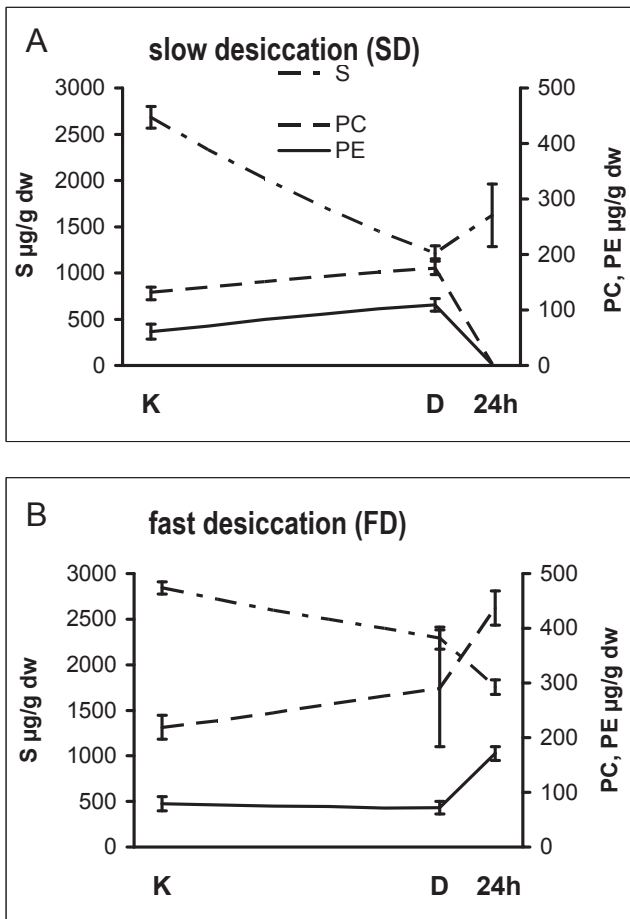 A
slow desiccation (SD)
S
PC
PE
3000
2500
2000
1500
1000
500
0
S µg/g dw
500
400
300
200
100
0
PC, PE µg/g dw
K D 24h
B
fast desiccation (FD)
3000
2500
2000
1500
1000
500
0
S µg/g dw
500
400
300
200
100
0
PC, PE µg/g dw
K D 24h